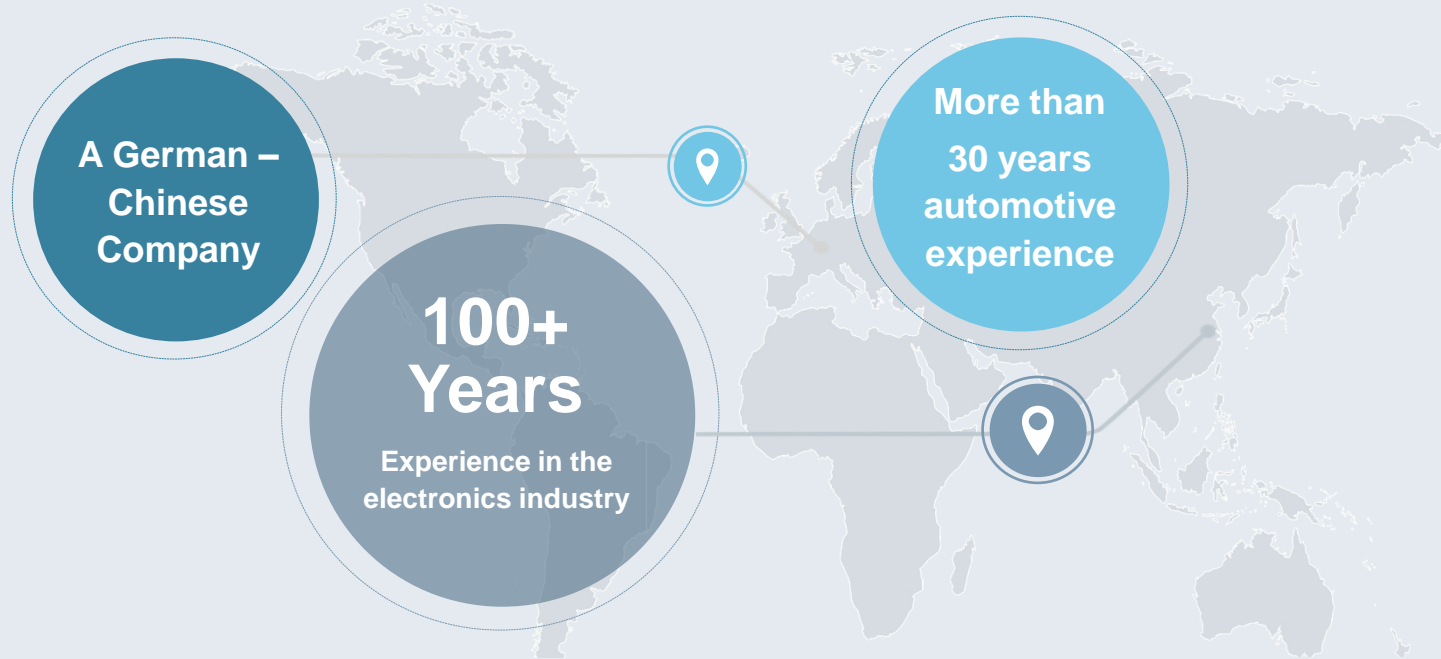 A German –
Chinese
Company
100+
Years
Experience in the
electronics industry
More than
30 years
automotive
experience